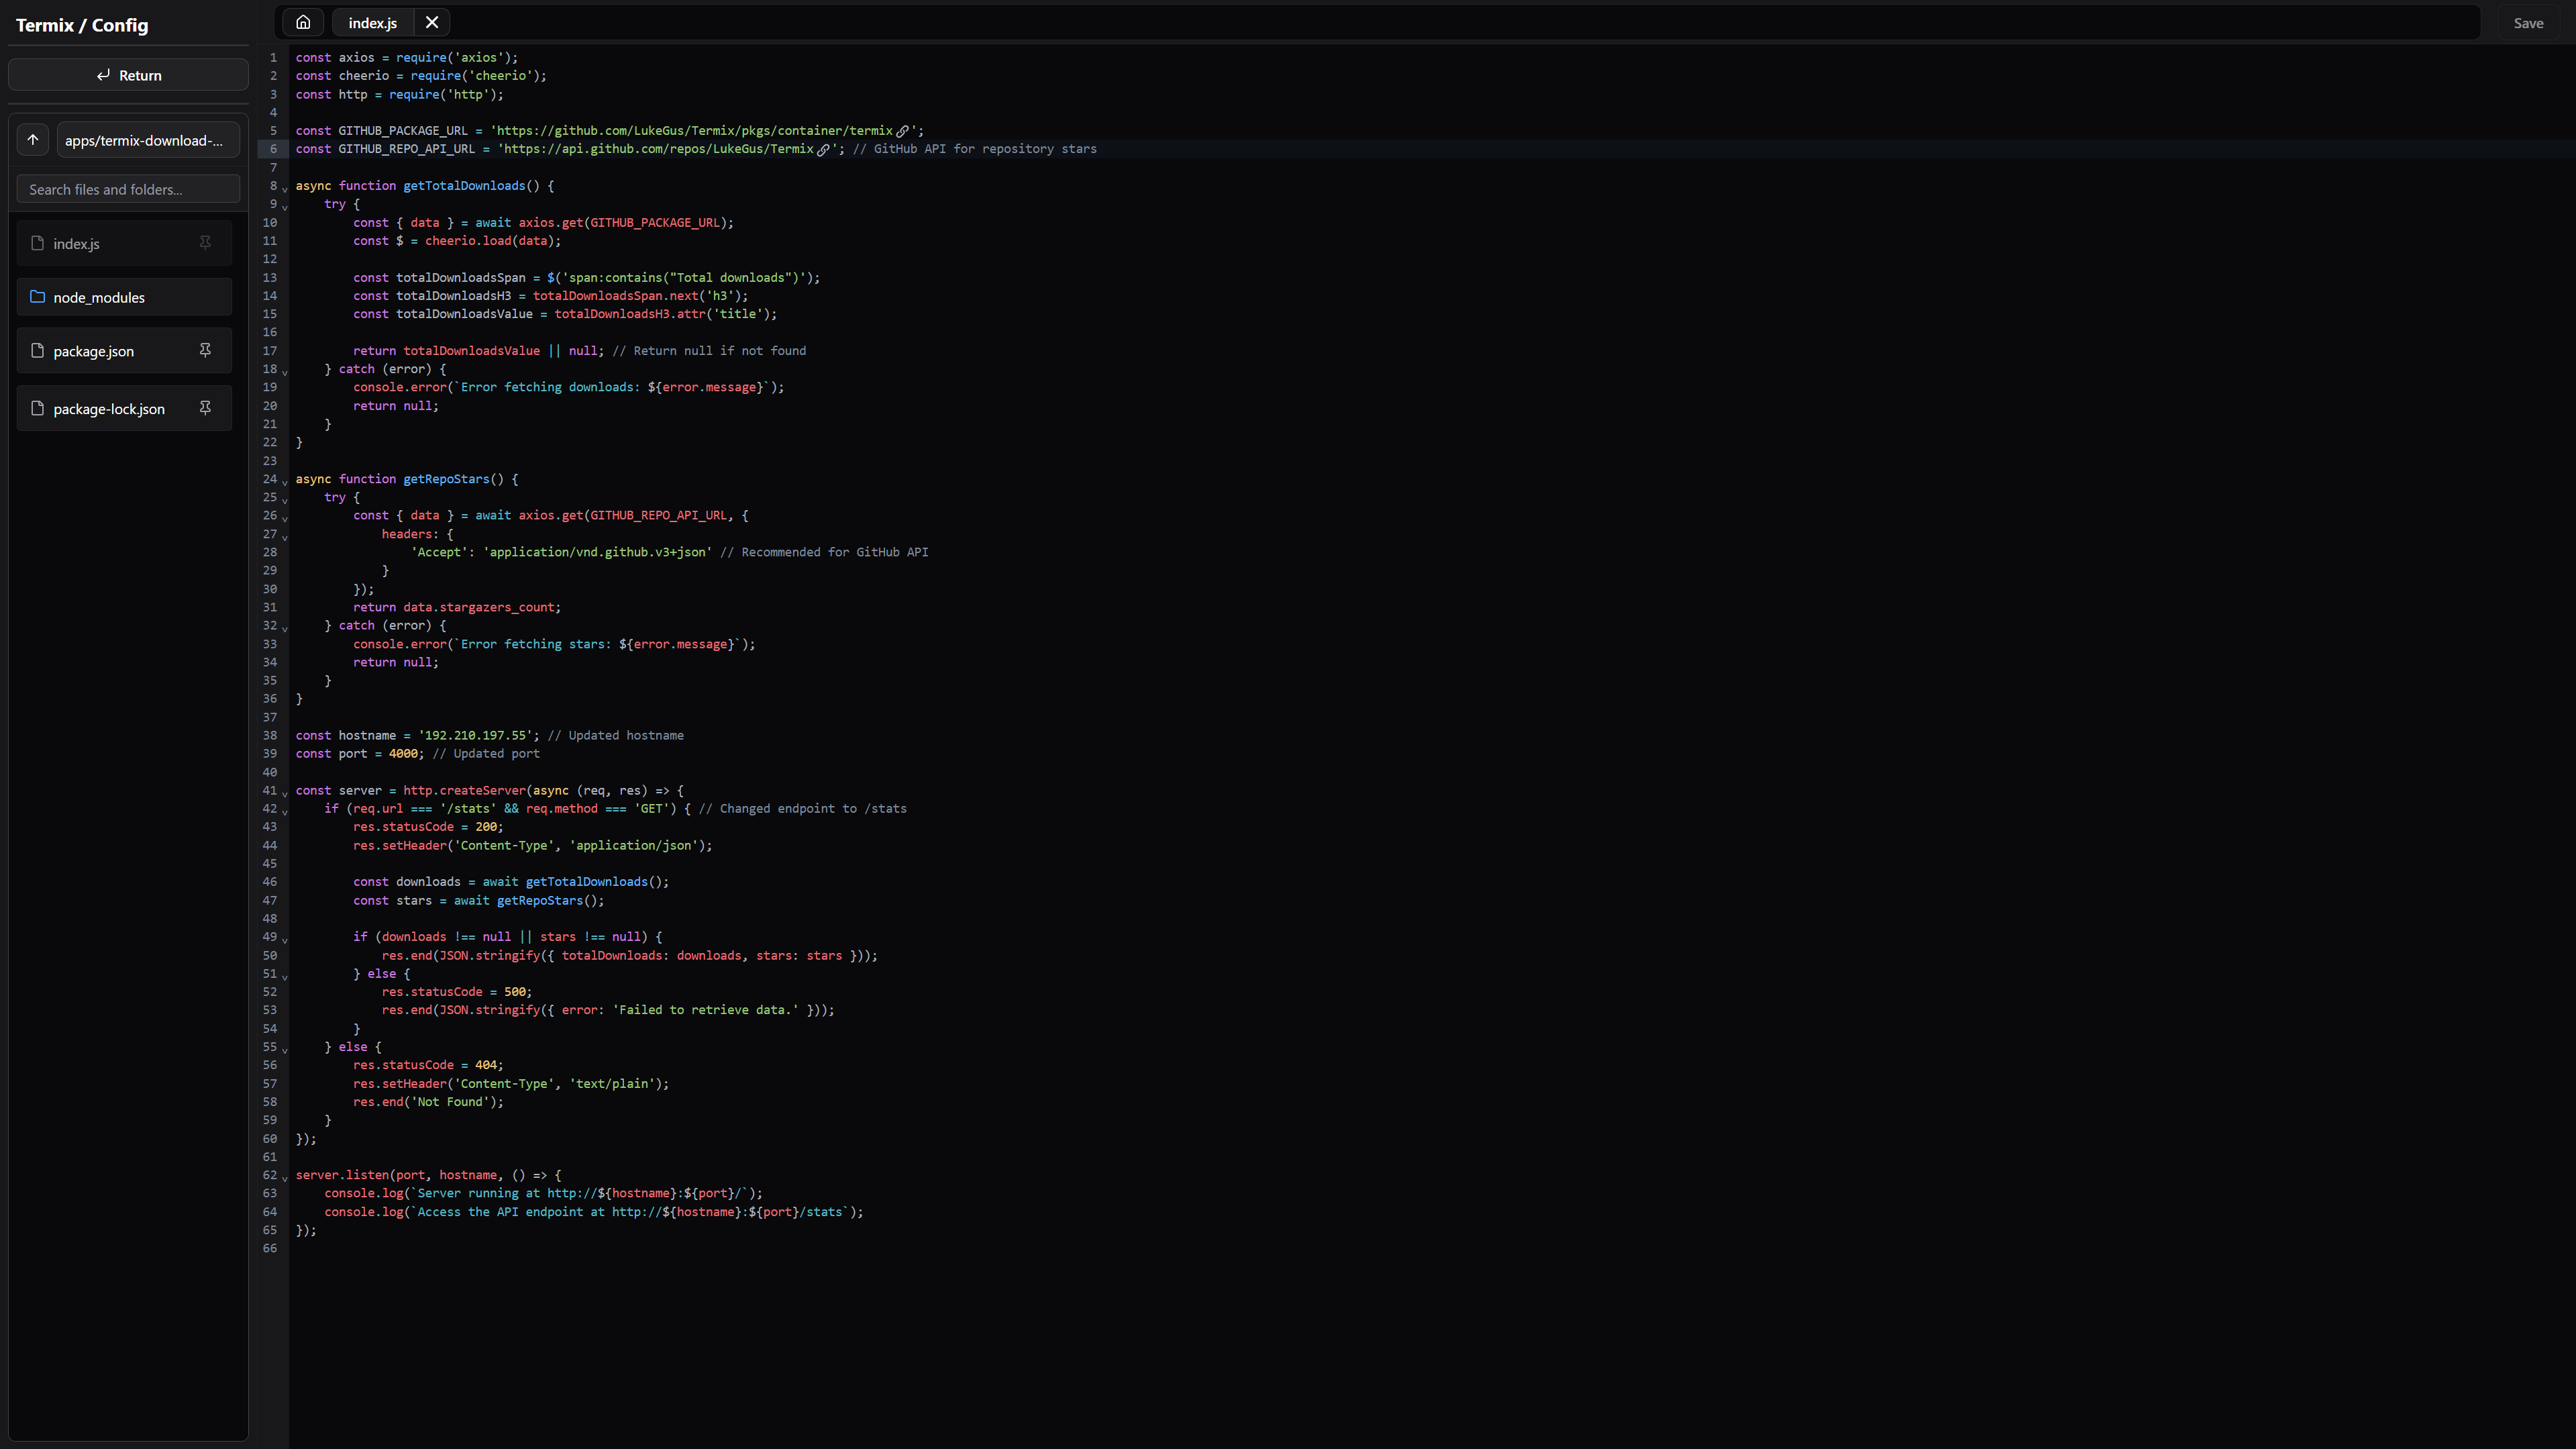 Termix / Config
Return
apps/termix-download-...
Search files and folders...
index.js
node_modules
package.json
package-lock.json
index.js
Save
1 const axios = require('axios');
2 const cheerio = require('cheerio');
3 const http = require('http');
4
5 const GITHUB_PACKAGE_URL = 'https://github.com/LukeGus/Termix/pkgs/container/termix';
6 const GITHUB_REPO_API_URL = 'https://api.github.com/repos/LukeGus/Termix'; // GitHub API for repository stars
7
8 async function getTotalDownloads() {
9     try {
10         const { data } = await axios.get(GITHUB_PACKAGE_URL);
11         const $ = cheerio.load(data);
12
13         const totalDownloadsSpan = $('span:contains("Total downloads")');
14         const totalDownloadsH3 = totalDownloadsSpan.next('h3');
15         const totalDownloadsValue = totalDownloadsH3.attr('title');
16
17         return totalDownloadsValue || null; // Return null if not found
18     } catch (error) {
19         console.error(`Error fetching downloads: ${error.message}`);
20         return null;
21     }
22 }
23
24 async function getRepoStars() {
25     try {
26         const { data } = await axios.get(GITHUB_REPO_API_URL, {
27             headers: {
28                 'Accept': 'application/vnd.github.v3+json' // Recommended for GitHub API
29             }
30         });
31         return data.stargazers_count;
32     } catch (error) {
33         console.error(`Error fetching stars: ${error.message}`);
34         return null;
35     }
36 }
37
38 const hostname = '192.210.197.55'; // Updated hostname
39 const port = 4000; // Updated port
40
41 const server = http.createServer(async (req, res) => {
42     if (req.url === '/stats' && req.method === 'GET') { // Changed endpoint to /stats
43         res.statusCode = 200;
44         res.setHeader('Content-Type', 'application/json');
45
46         const downloads = await getTotalDownloads();
47         const stars = await getRepoStars();
48
49         if (downloads !== null || stars !== null) {
50             res.end(JSON.stringify({ totalDownloads: downloads, stars: stars }));
51         } else {
52             res.statusCode = 500;
53             res.end(JSON.stringify({ error: 'Failed to retrieve data.' }));
54         }
55     } else {
56         res.statusCode = 404;
57         res.setHeader('Content-Type', 'text/plain');
58         res.end('Not Found');
59     }
60 });
61
62 server.listen(port, hostname, () => {
63     console.log(`Server running at http://${hostname}:${port}/`);
64     console.log(`Access the API endpoint at http://${hostname}:${port}/stats`);
65 });
66